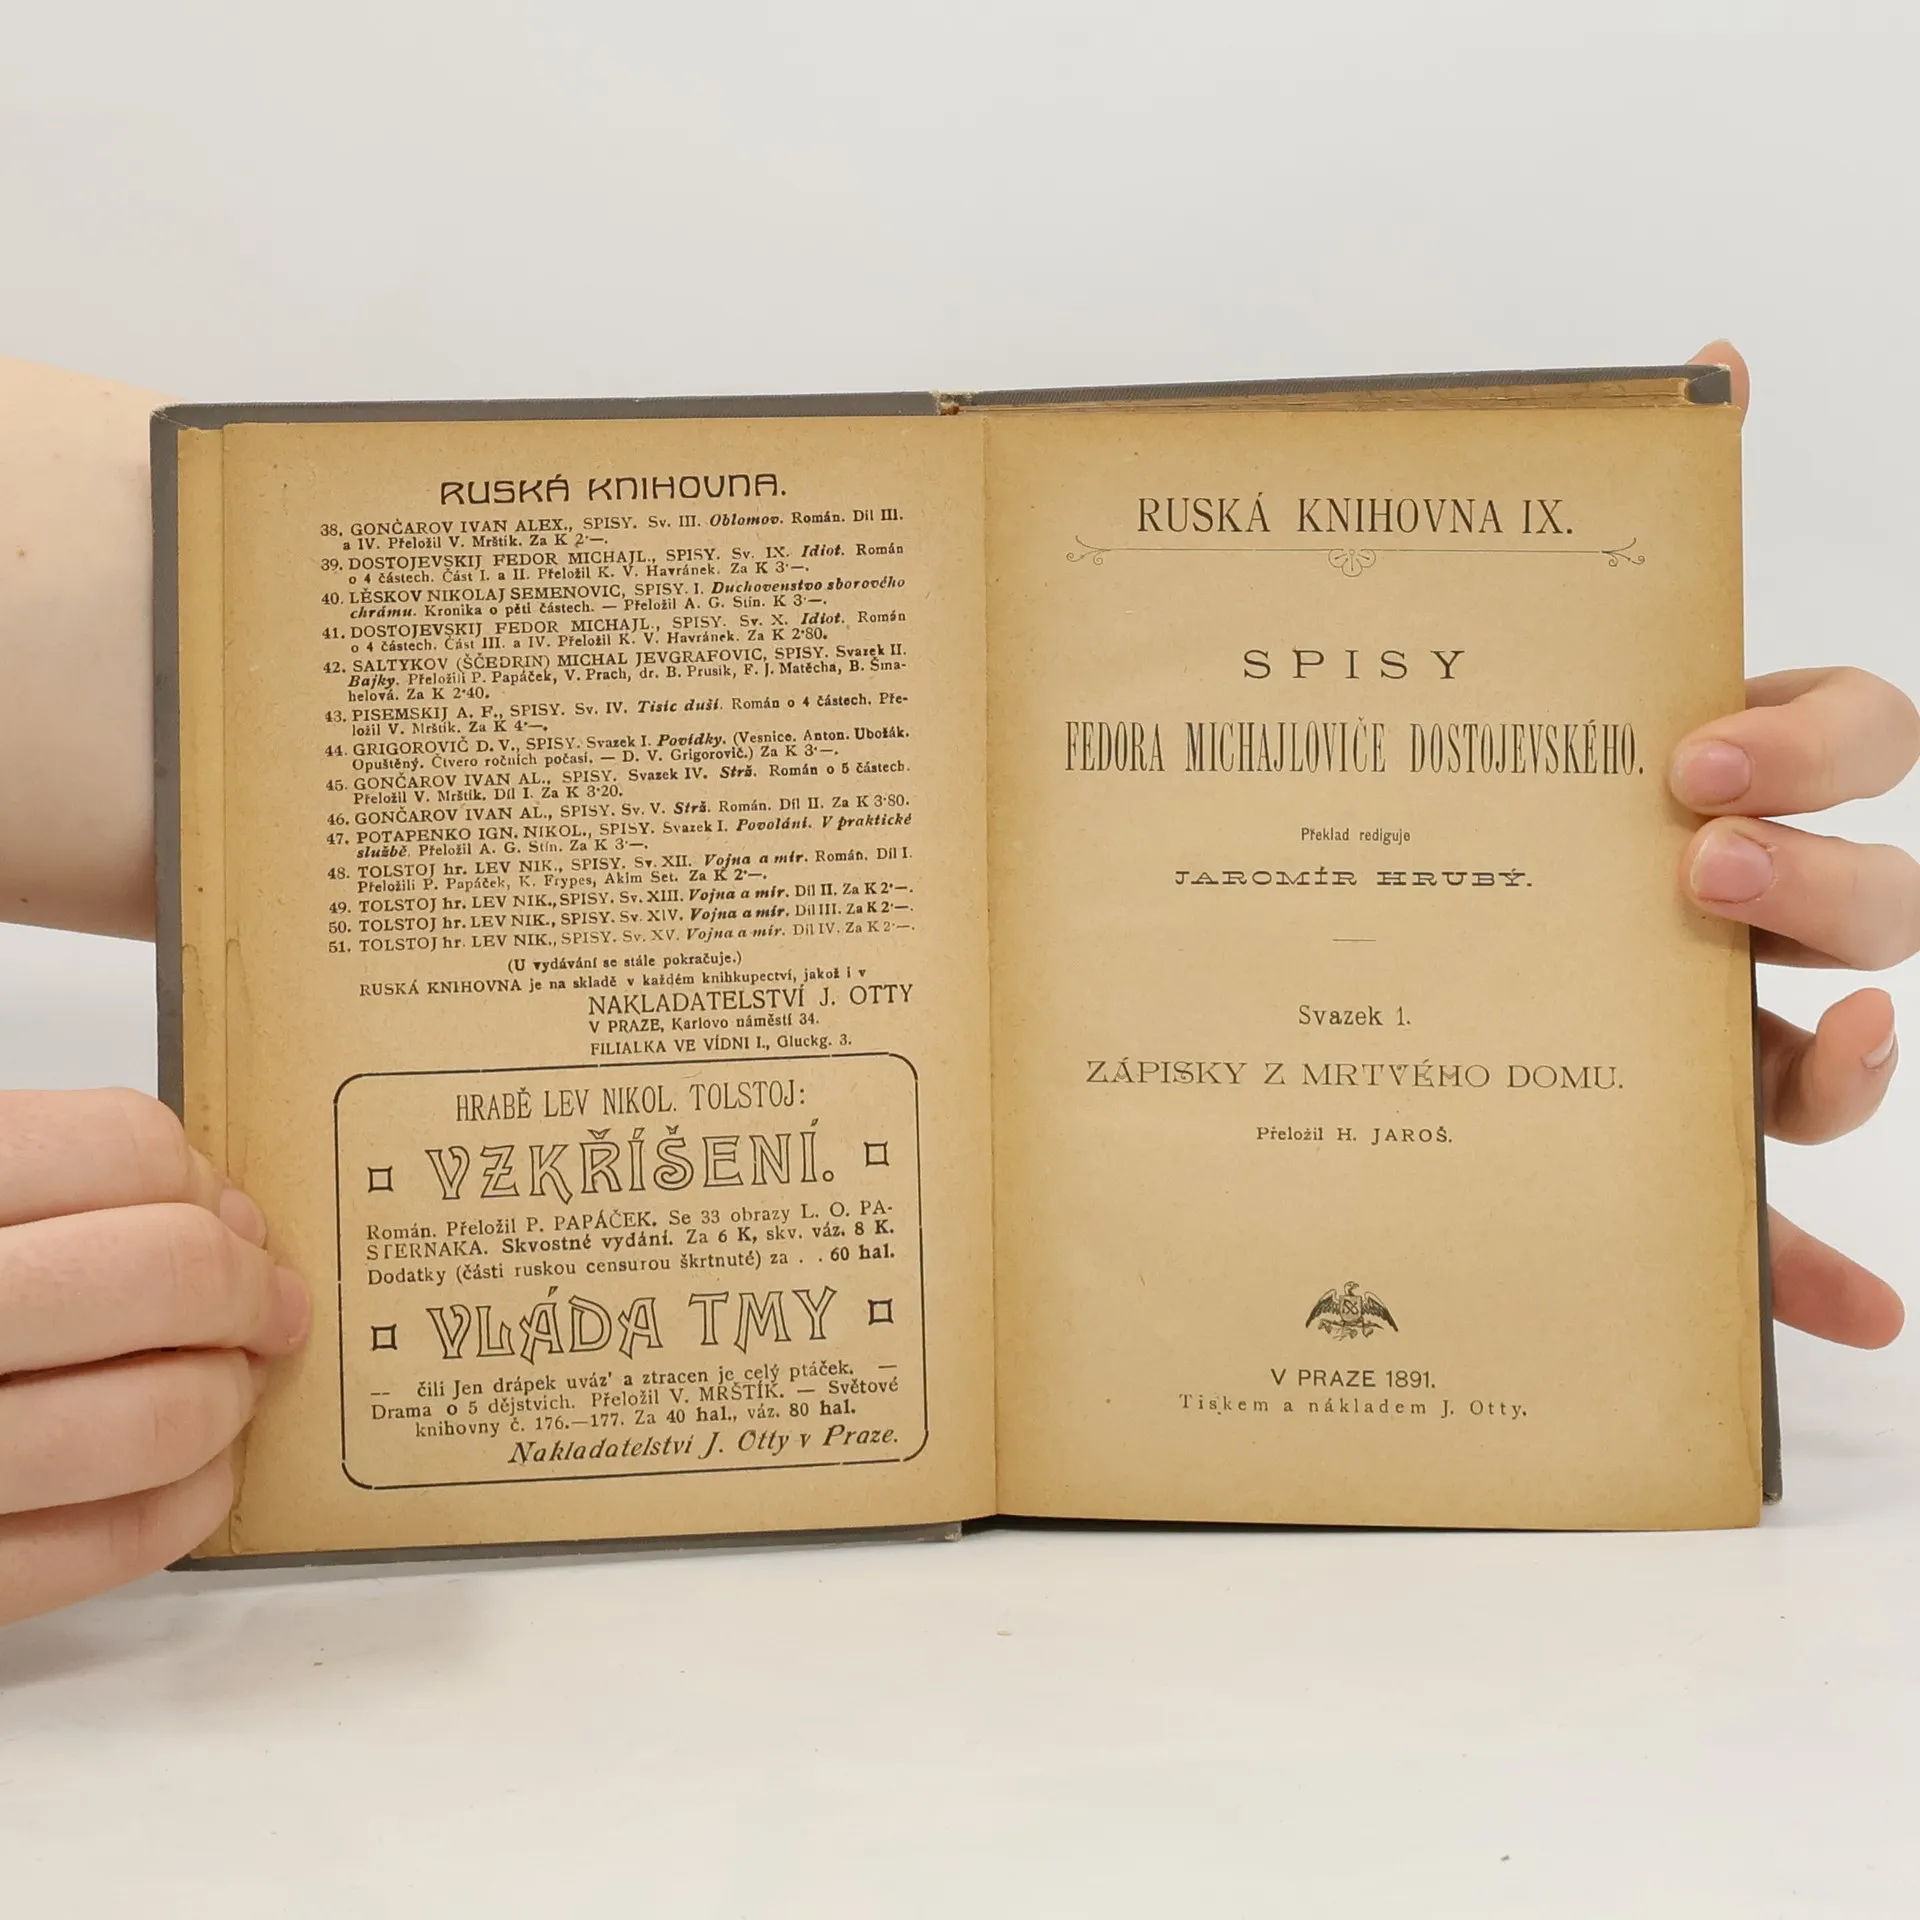 RUSKÁ KNIHOVNA.
38. GONČAROV IVAN ALEX., SPISY. Sv. III. Oblomov. Román. Díl III.
a IV. Přeložil V. Mrštík. Za K 2·—.
39. DOSTOJEVSKIJ FEDOR MICHAJL., SPISY. Sv. IX. Idiot. Román
o 4 částech. Část I. a II. Přeložil K. V. Havránek. Za K 3·—.
40. LĚSKOV NIKOLAJ SEMENOVIC, SPISY. I. Duchovenstvo sborového
chrámu. Kronika o pěti částech. — Přeložil A. G. Stín. K 3·—.
41. DOSTOJEVSKIJ FEDOR MICHAJL., SPISY. Sv. X. Idiot. Román
o 4 částech. Část III. a IV. Přeložil K. V. Havránek. Za K 2·80.
42. SALTYKOV (ŠČEDRIN) MICHAL JEVGRAFOVIC, SPISY. Svazek II.
Bajky. Přeložili P. Papáček, V. Prach, dr. B. Prusík, F. J. Matěcha, B. Šma-
helová. Za K 2·40.
43. PISEMSKIJ A. F., SPISY. Sv. IV. Tisíc duší. Román o 4 částech. Pře-
ložil V. Mrštík. Za K 4·—.
44. GRIGOROVIČ D. V., SPISY. Svazek I. Povídky. (Vesnice. Anton. Ubožák.
Opuštěný. Čtvero ročních počasí. — D. V. Grigorovič.) Za K 3·—.
45. GONČAROV IVAN AL., SPISY. Svazek IV. Strž. Román o 5 částech.
Přeložil V. Mrštík. Díl I. Za K 3·20.
46. GONČAROV IVAN AL., SPISY. Sv. V. Strž. Román. Díl II. Za K 3·80.
47. POTAPENKO IGN. NIKOL., SPISY. Svazek I. Povolání. V praktické
službě. Přeložil A. G. Stín. Za K 3·—.
48. TOLSTOJ hr. LEV NIK., SPISY. Sv. XII. Vojna a mír. Román. Díl I.
Přeložili P. Papáček, K. Frypes, Akim Set. Za K 2·—.
49. TOLSTOJ hr. LEV NIK., SPISY. Sv. XIII. Vojna a mír. Díl II. Za K 2·—.
50. TOLSTOJ hr. LEV NIK., SPISY. Sv. XIV. Vojna a mír. Díl III. Za K 2·—.
51. TOLSTOJ hr. LEV NIK., SPISY. Sv. XV. Vojna a mír. Díl IV. Za K 2·—.
(U vydávání se stále pokračuje.)
RUSKÁ KNIHOVNA je na skladě v každém knihkupectví, jakož i v
NAKLADATELSTVÍ J. OTTY
V PRAZE, Karlovo náměstí 34.
FILIALKA VE VÍDNI I., Gluckg. 3.
HRABĚ LEV NIKOL. TOLSTOJ:
VZKŘÍŠENÍ.
Román. Přeložil P. PAPÁČEK. Se 33 obrazy L. O. PA-
STERNAKA. Skvostné vydání. Za 6 K, skv. váz. 8 K.
Dodatky (části ruskou censurou škrtnuté) za . . 60 hal.
VLÁDA TMY
— čili Jen drápek uváz' a ztracen je celý ptáček. —
Drama o 5 dějstvích. Přeložil V. MRŠTÍK. — Světové
knihovny č. 176.—177. Za 40 hal., váz. 80 hal.
Nakladatelství J. Otty v Praze.
RUSKÁ KNIHOVNA IX.
SPISY
FEDORA MICHAJLOVIČE DOSTOJEVSKÉHO.
Překlad rediguje
JAROMÍR HRUBÝ.
Svazek 1.
ZÁPISKY Z MRTVÉHO DOMU.
Přeložil H. JAROŠ.
V PRAZE 1891.
Tiskem a nákladem J. Otty.